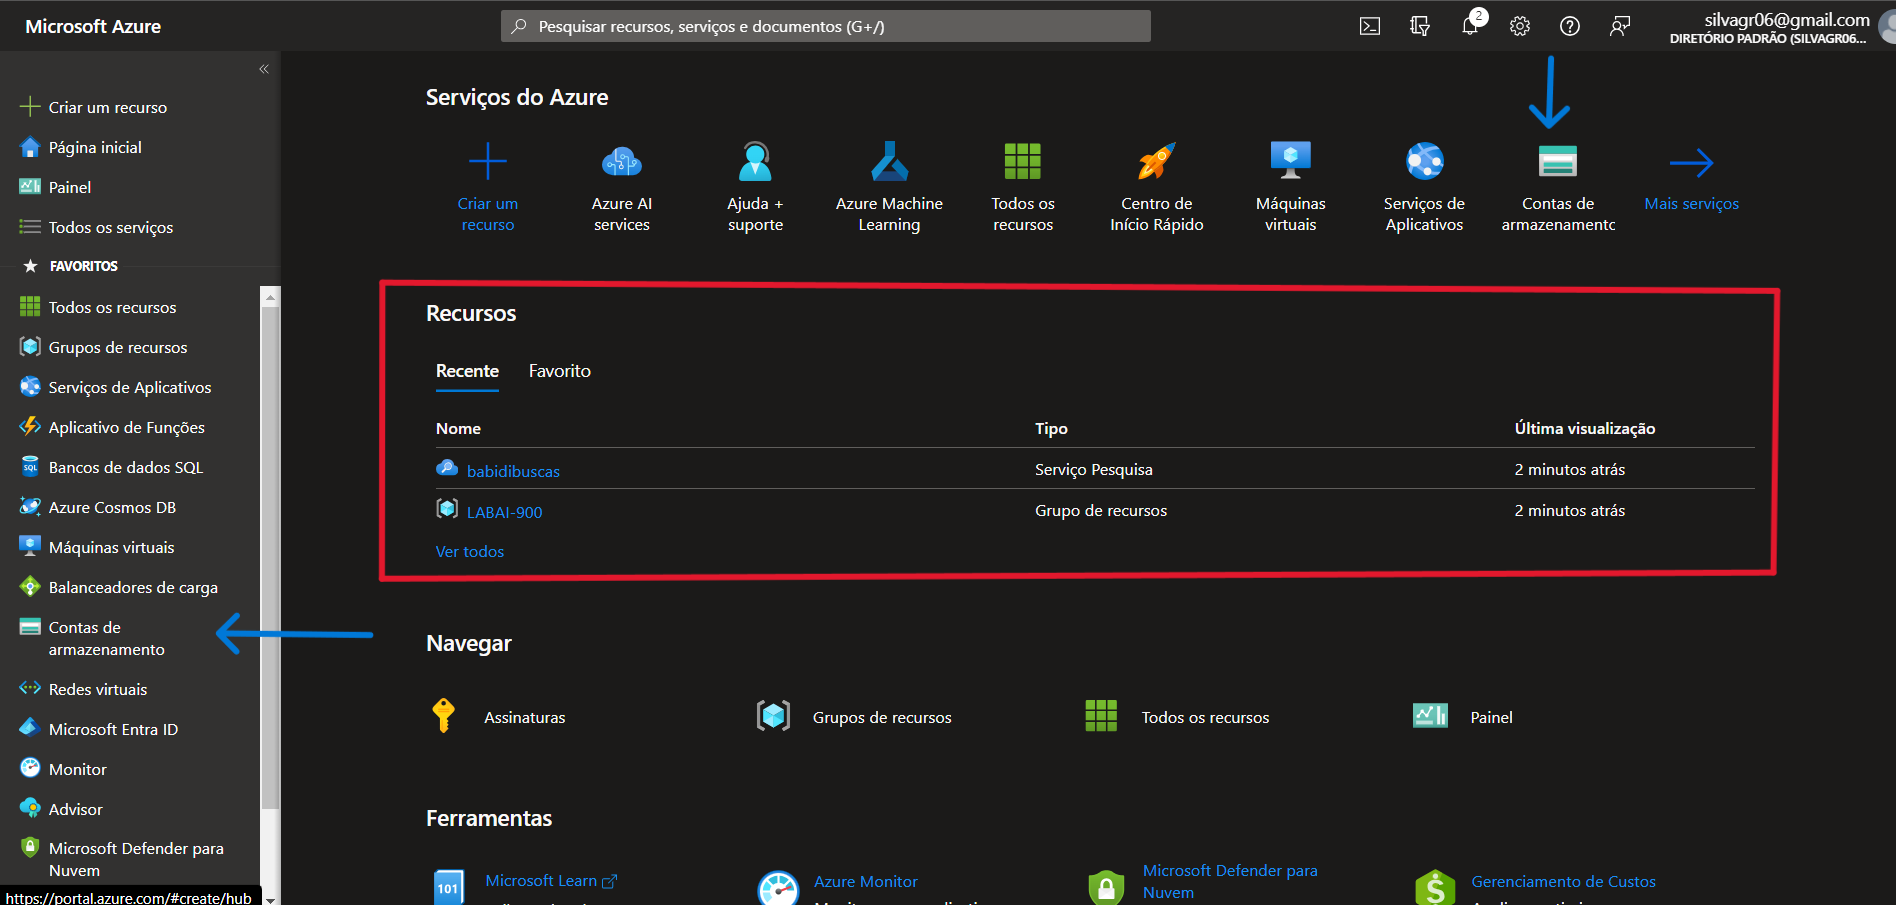 Microsoft Azure
Pesquisar recursos, serviços e documentos (G+/)
2
silvagr06@gmail.com
DIRETÓRIO PADRÃO (SILVAGR06...
Criar um recurso
Página inicial
Painel
Todos os serviços
FAVORITOS
Todos os recursos
Grupos de recursos
Serviços de Aplicativos
Aplicativo de Funções
SQL
Bancos de dados SQL
Azure Cosmos DB
Máquinas virtuais
Balanceadores de carga
Contas de
armazenamento
Redes virtuais
Microsoft Entra ID
Monitor
Advisor
Microsoft Defender para
Nuvem
https://portal.azure.com/#create/hub
Serviços do Azure
Criar um
recurso
Azure AI
services
Ajuda +
suporte
Azure Machine
Learning
Todos os
recursos
Centro de
Início Rápido
Máquinas
virtuais
Serviços de
Aplicativos
Contas de
armazenamento
Mais serviços
Recursos
Recente Favorito
Nome Tipo Última visualização
babidibuscas Serviço Pesquisa 2 minutos atrás
LABAI-900 Grupo de recursos 2 minutos atrás
Ver todos
Navegar
Assinaturas Grupos de recursos Todos os recursos Painel
Ferramentas
101
Microsoft Learn
Azure Monitor
Microsoft Defender para
Nuvem
$
Gerenciamento de Custos